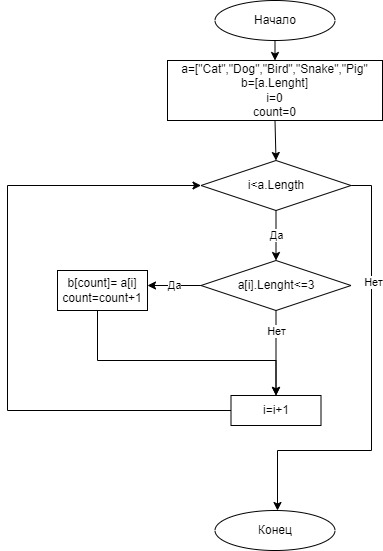 Начало
a=["Cat","Dog","Bird","Snake","Pig"
b=[a.Lenght]
i=0
count=0
i<a.Length
Да
Нет
b[count]= a[i]
count=count+1
Да
a[i].Lenght<=3
Нет
i=i+1
Конец